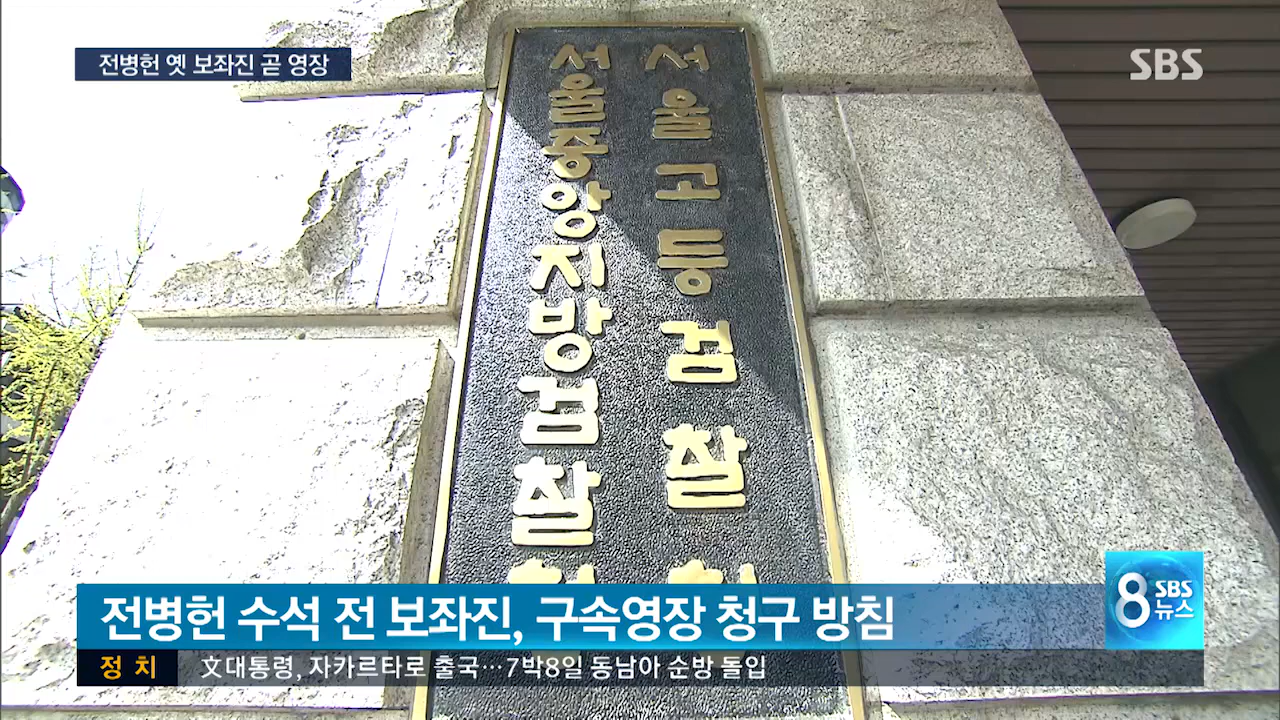 전병헌 옛 보좌진 곧 영장
SBS
서울고등검찰청
서울중앙지방검찰청
전병헌 수석 전 보좌진, 구속영장 청구 방침
8 SBS 뉴스
정치 文대통령, 자카르타로 출국…7박8일 동남아 순방 돌입